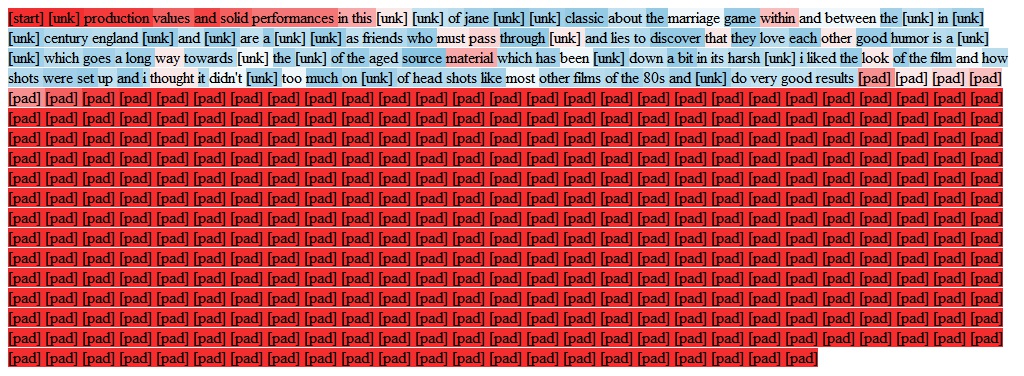 [start] [unk] production values and solid performances in this [unk] [unk] of jane [unk] [unk] classic about the marriage game within and between the [unk] in [unk]
[unk] century england [unk] and [unk] are a [unk] [unk] as friends who must pass through [unk] and lies to discover that they love each other good humor is a [unk]
[unk] which goes a long way towards [unk] the [unk] of the aged source material which has been [unk] down a bit in its harsh [unk] i liked the look of the film and how
shots were set up and i thought it didn't [unk] too much on [unk] of head shots like most other films of the 80s and [unk] do very good results [pad] [pad] [pad] [pad]
[pad] [pad] [pad] [pad] [pad] [pad] [pad] [pad] [pad] [pad] [pad] [pad] [pad] [pad] [pad] [pad] [pad] [pad] [pad] [pad] [pad] [pad] [pad] [pad] [pad] [pad] [pad]
[pad] [pad] [pad] [pad] [pad] [pad] [pad] [pad] [pad] [pad] [pad] [pad] [pad] [pad] [pad] [pad] [pad] [pad] [pad] [pad] [pad] [pad] [pad] [pad] [pad] [pad] [pad]
[pad] [pad] [pad] [pad] [pad] [pad] [pad] [pad] [pad] [pad] [pad] [pad] [pad] [pad] [pad] [pad] [pad] [pad] [pad] [pad] [pad] [pad] [pad] [pad] [pad] [pad] [pad]
[pad] [pad] [pad] [pad] [pad] [pad] [pad] [pad] [pad] [pad] [pad] [pad] [pad] [pad] [pad] [pad] [pad] [pad] [pad] [pad] [pad] [pad] [pad] [pad] [pad] [pad] [pad]
[pad] [pad] [pad] [pad] [pad] [pad] [pad] [pad] [pad] [pad] [pad] [pad] [pad] [pad] [pad] [pad] [pad] [pad] [pad] [pad] [pad] [pad] [pad] [pad] [pad] [pad] [pad]
[pad] [pad] [pad] [pad] [pad] [pad] [pad] [pad] [pad] [pad] [pad] [pad] [pad] [pad] [pad] [pad] [pad] [pad] [pad] [pad] [pad] [pad] [pad] [pad] [pad] [pad] [pad]
[pad] [pad] [pad] [pad] [pad] [pad] [pad] [pad] [pad] [pad] [pad] [pad] [pad] [pad] [pad] [pad] [pad] [pad] [pad] [pad] [pad] [pad] [pad] [pad] [pad] [pad] [pad]
[pad] [pad] [pad] [pad] [pad] [pad] [pad] [pad] [pad] [pad] [pad] [pad] [pad] [pad] [pad] [pad] [pad] [pad] [pad] [pad] [pad] [pad] [pad] [pad] [pad] [pad] [pad]
[pad] [pad] [pad] [pad] [pad] [pad] [pad] [pad] [pad] [pad] [pad] [pad] [pad] [pad] [pad] [pad] [pad] [pad] [pad] [pad] [pad] [pad] [pad] [pad] [pad] [pad] [pad]
[pad] [pad] [pad] [pad] [pad] [pad] [pad] [pad] [pad] [pad] [pad] [pad] [pad] [pad] [pad] [pad] [pad] [pad] [pad] [pad] [pad] [pad] [pad] [pad] [pad] [pad] [pad]
[pad] [pad] [pad] [pad] [pad] [pad] [pad] [pad] [pad] [pad] [pad] [pad] [pad] [pad] [pad] [pad] [pad] [pad] [pad] [pad] [pad] [pad] [pad] [pad] [pad] [pad] [pad]
[pad] [pad] [pad] [pad] [pad] [pad] [pad] [pad] [pad] [pad] [pad] [pad] [pad] [pad] [pad] [pad] [pad] [pad] [pad] [pad] [pad] [pad] [pad] [pad] [pad] [pad] [pad]
[pad] [pad] [pad] [pad] [pad] [pad] [pad] [pad] [pad] [pad] [pad] [pad] [pad] [pad] [pad] [pad] [pad] [pad] [pad] [pad] [pad] [pad] [pad] [pad] [pad] [pad] [pad]
[pad] [pad] [pad] [pad] [pad] [pad] [pad] [pad] [pad] [pad] [pad] [pad] [pad] [pad] [pad] [pad] [pad] [pad] [pad] [pad] [pad] [pad]